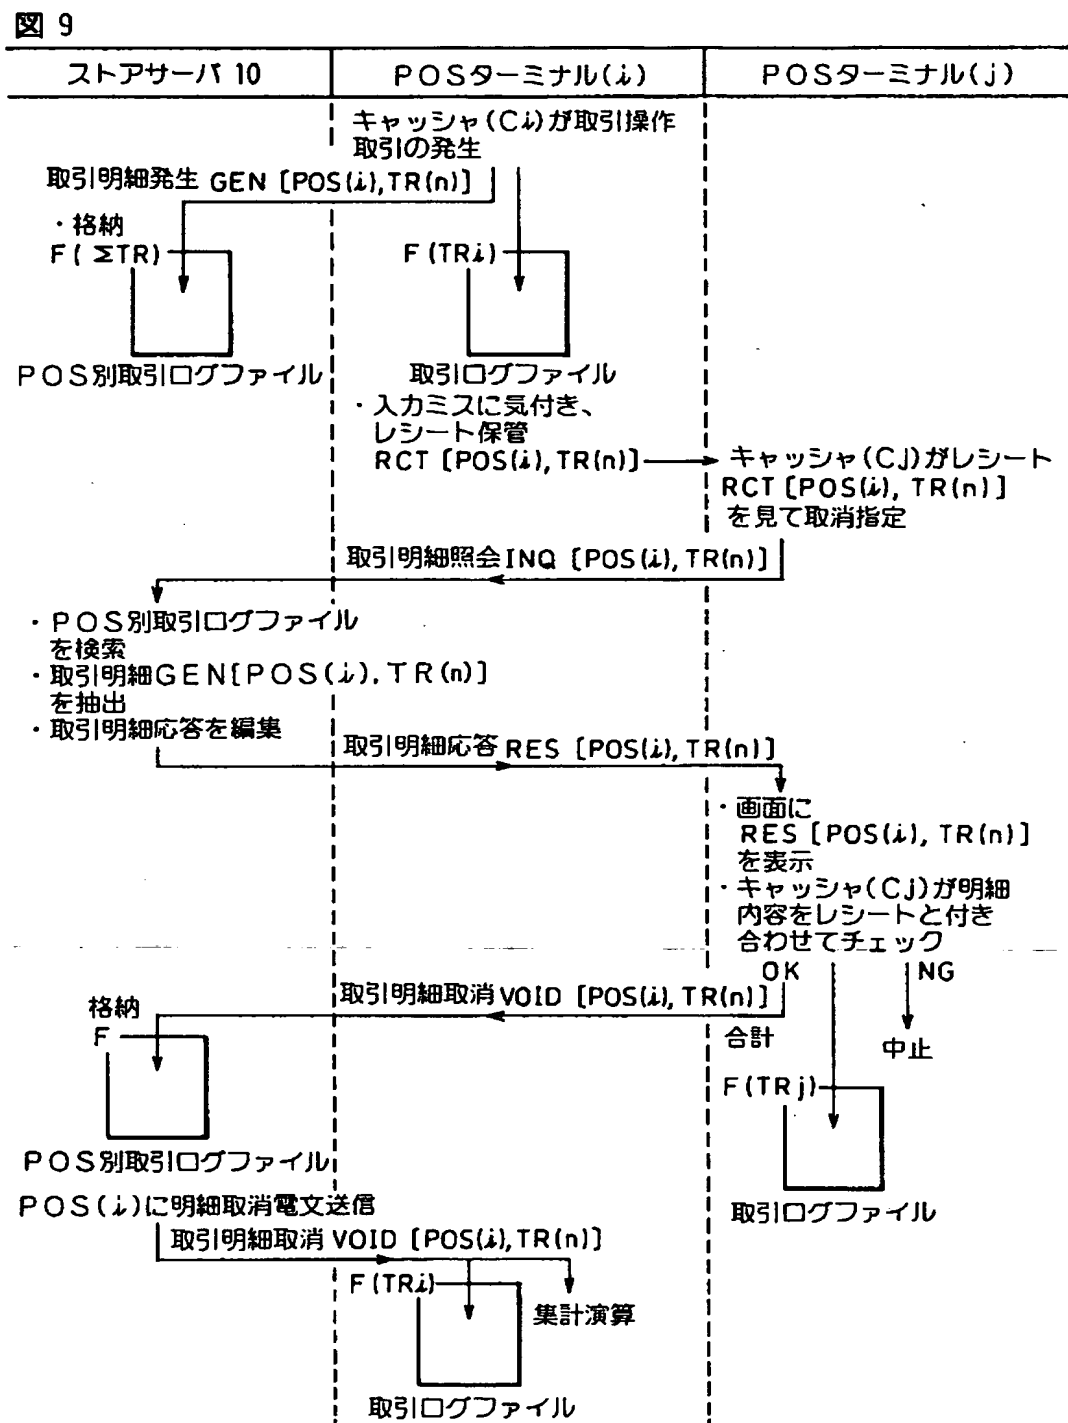 図 9
ストアサーバ 10
POSターミナル(i)
POSターミナル(j)
キャッシャ(Ci)が取引操作
取引の発生
取引明細発生 GEN [POS(i),TR(n)]
・格納
F(ΣTR)
F(TRi)
POS別取引ログファイル
取引ログファイル
・入力ミスに気付き、
レシート保管
RCT [POS(i),TR(n)]
キャッシャ(Cj)がレシート
RCT [POS(i), TR(n)]
を見て取消指定
取引明細照会 INQ [POS(i),TR(n)]
・POS別取引ログファイル
を検索
・取引明細GEN[POS(i),TR(n)]
を抽出
・取引明細応答を編集
取引明細応答 RES [POS(i),TR(n)]
・画面に
RES [POS(i), TR(n)]
を表示
・キャッシャ(Cj)が明細
内容をレシートと付き
合わせてチェック
OK
NG
取引明細取消 VOID [POS(i),TR(n)]
格納
F
合計
中止
F(TRj)
POS別取引ログファイル
POS(i)に明細取消電文送信
取引ログファイル
取引明細取消 VOID [POS(i),TR(n)]
F(TRi)
集計演算
取引ログファイル